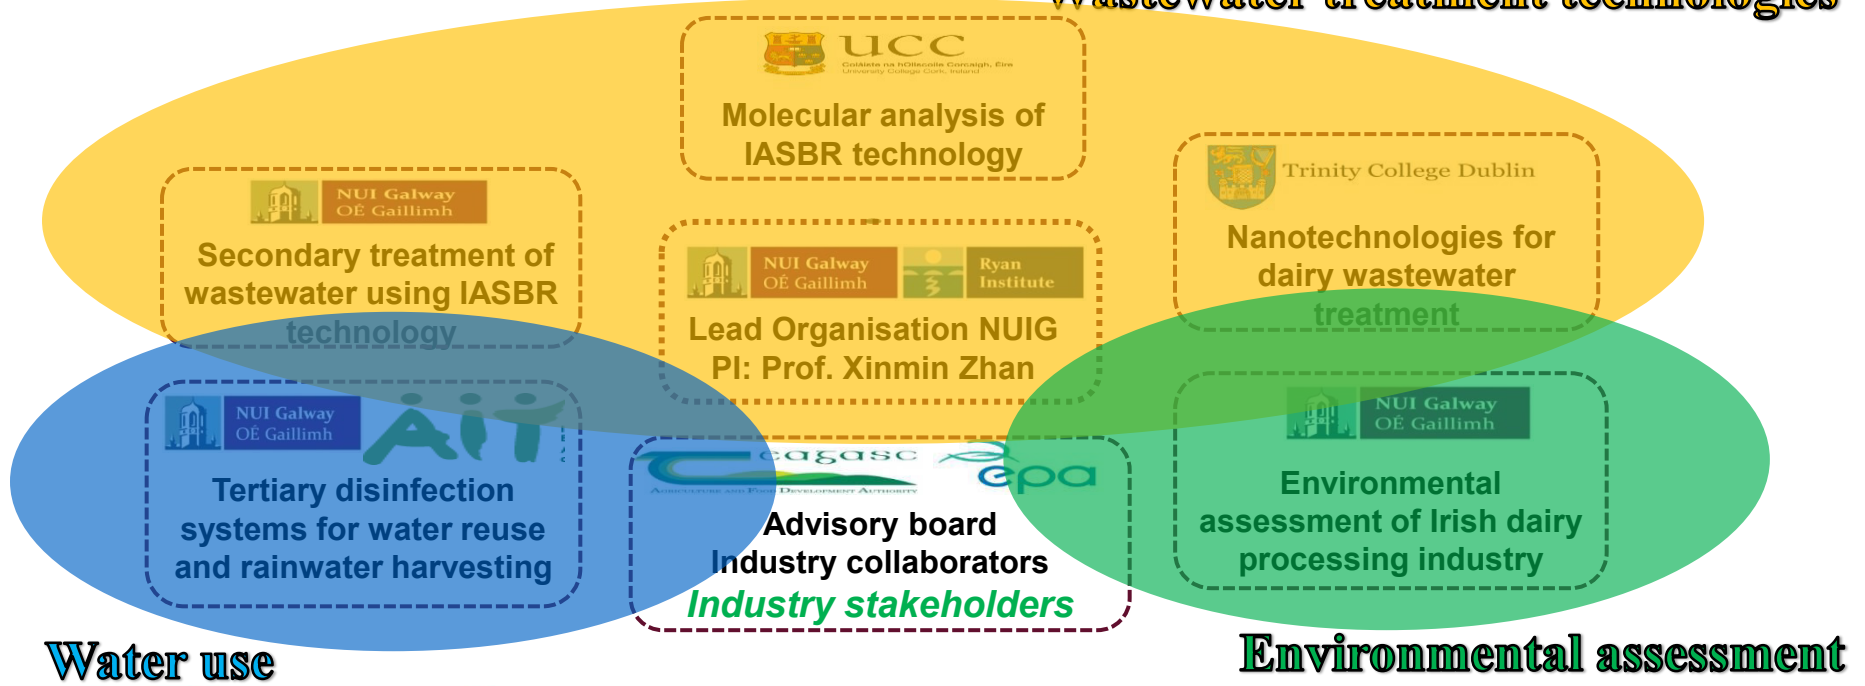 Wastewater treatment technologies
UCC
Coláiste na hOllscoile Corcaigh, Éire
University College Cork, Ireland
Molecular analysis of
IASBR technology
NUI Galway
OÉ Gaillimh
Secondary treatment of
wastewater using IASBR
technology
NUI Galway
OÉ Gaillimh
Ryan
Institute
Lead Organisation NUIG
PI: Prof. Xinmin Zhan
Trinity College Dublin
Nanotechnologies for
dairy wastewater
treatment
NUI Galway
OÉ Gaillimh
AIT
Tertiary disinfection
systems for water reuse
and rainwater harvesting
eagasc
Agriculture and Food Development Authority
epa
Advisory board
Industry collaborators
Industry stakeholders
NUI Galway
OÉ Gaillimh
Environmental
assessment of Irish dairy
processing industry
Water use
Environmental assessment